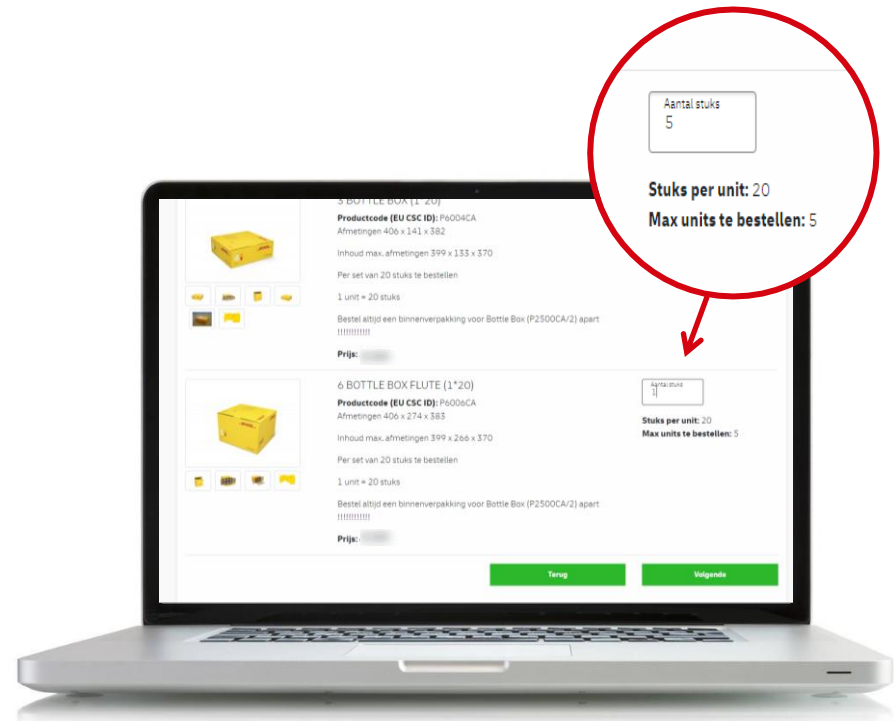 Aantal stuks
5
Stuks per unit: 20
Max units te bestellen: 5
3 BOTTLE BOX (1*20)
Productcode (EU CSC ID): P6004CA
Afmetingen 406 x 141 x 382
Inhoud max. afmetingen 399 x 133 x 370
Per set van 20 stuks te bestellen
1 unit = 20 stuks
Bestel altijd een binnenverpakking voor Bottle Box (P2500CA/2) apart
!!!!!!!!!!!!
Prijs:
6 BOTTLE BOX FLUTE (1*20)
Productcode (EU CSC ID): P6006CA
Afmetingen 406 x 274 x 383
Inhoud max. afmetingen 399 x 266 x 370
Per set van 20 stuks te bestellen
1 unit = 20 stuks
Bestel altijd een binnenverpakking voor Bottle Box (P2500CA/2) apart
!!!!!!!!!!!!
Prijs:
Aantal stuks
1
Stuks per unit: 20
Max units te bestellen: 5
Terug
Volgende